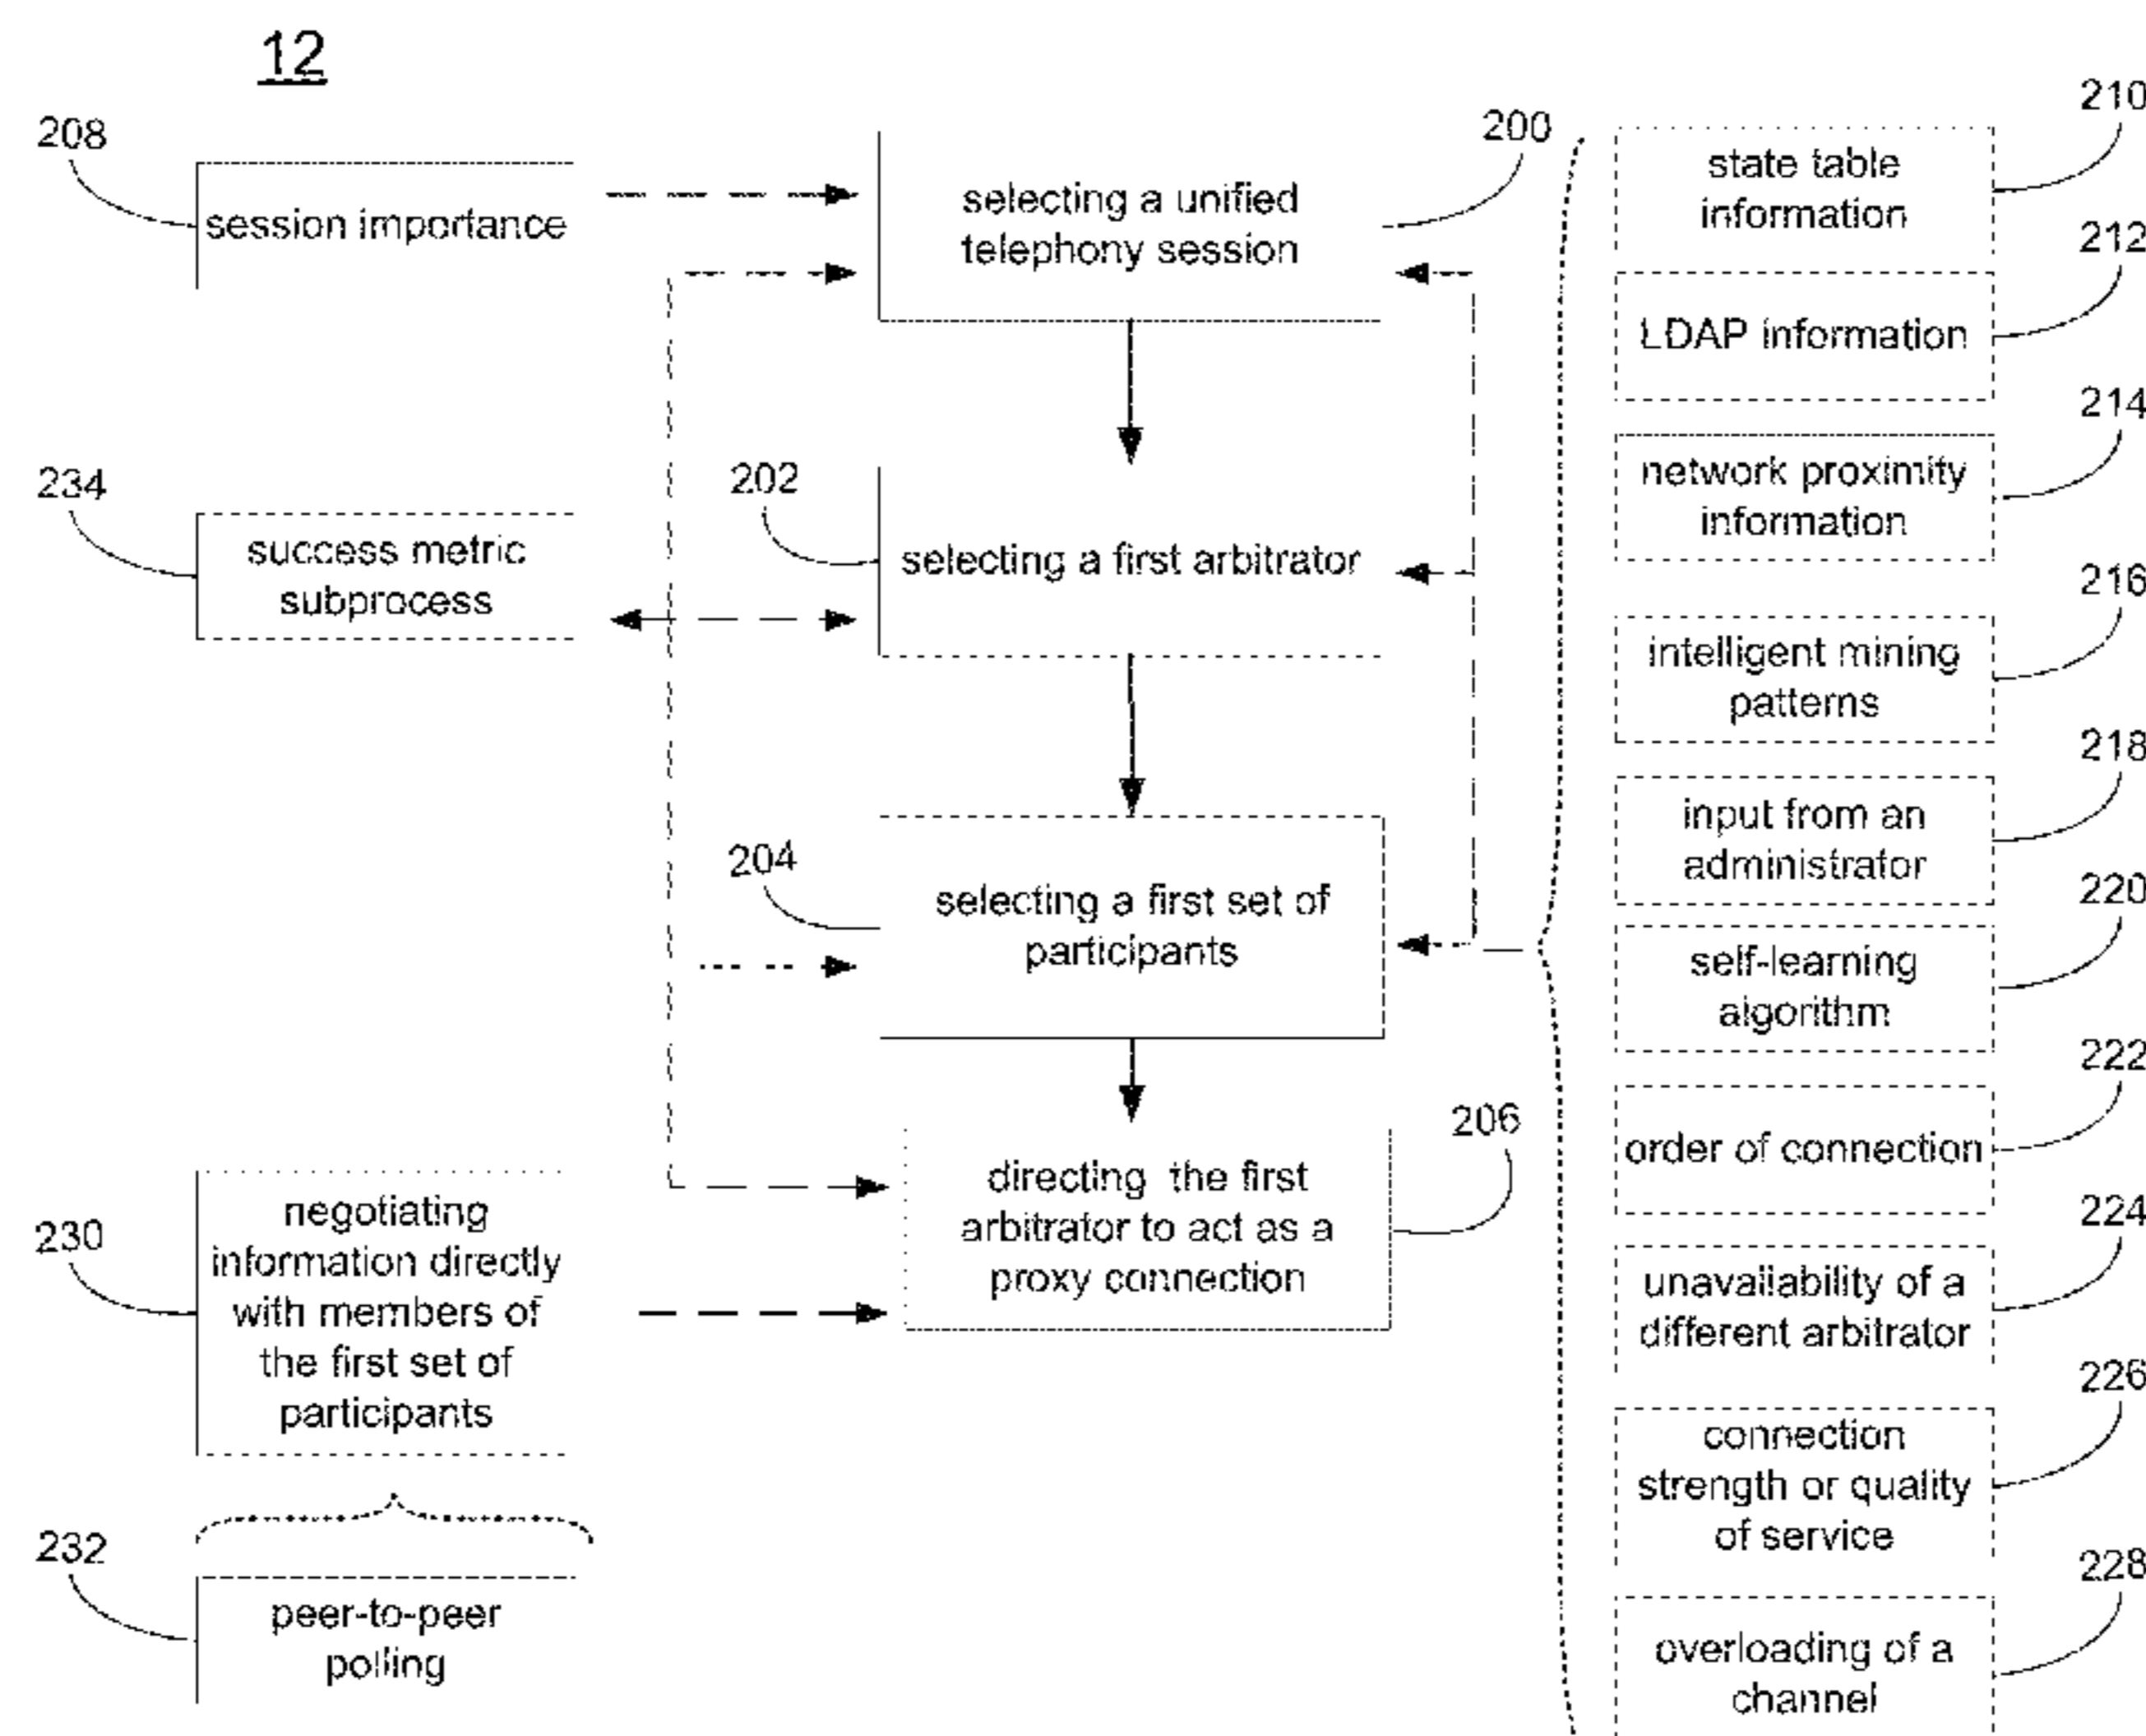 12
208
session importance
234
success metric
subprocess
230
negotiating
information directly
with members of
the first set of
participants
232
peer-to-peer
polling
200
selecting a unified
telephony session
202
selecting a first arbitrator
204
selecting a first set of
participants
206
directing the first
arbitrator to act as a
proxy connection
210
state table
information
212
LDAP information
214
network proximity
information
216
intelligent mining
patterns
218
input from an
administrator
220
self-learning
algorithm
222
order of connection
224
unavailability of a
different arbitrator
226
connection
strength or quality
of service
228
overloading of a
channel